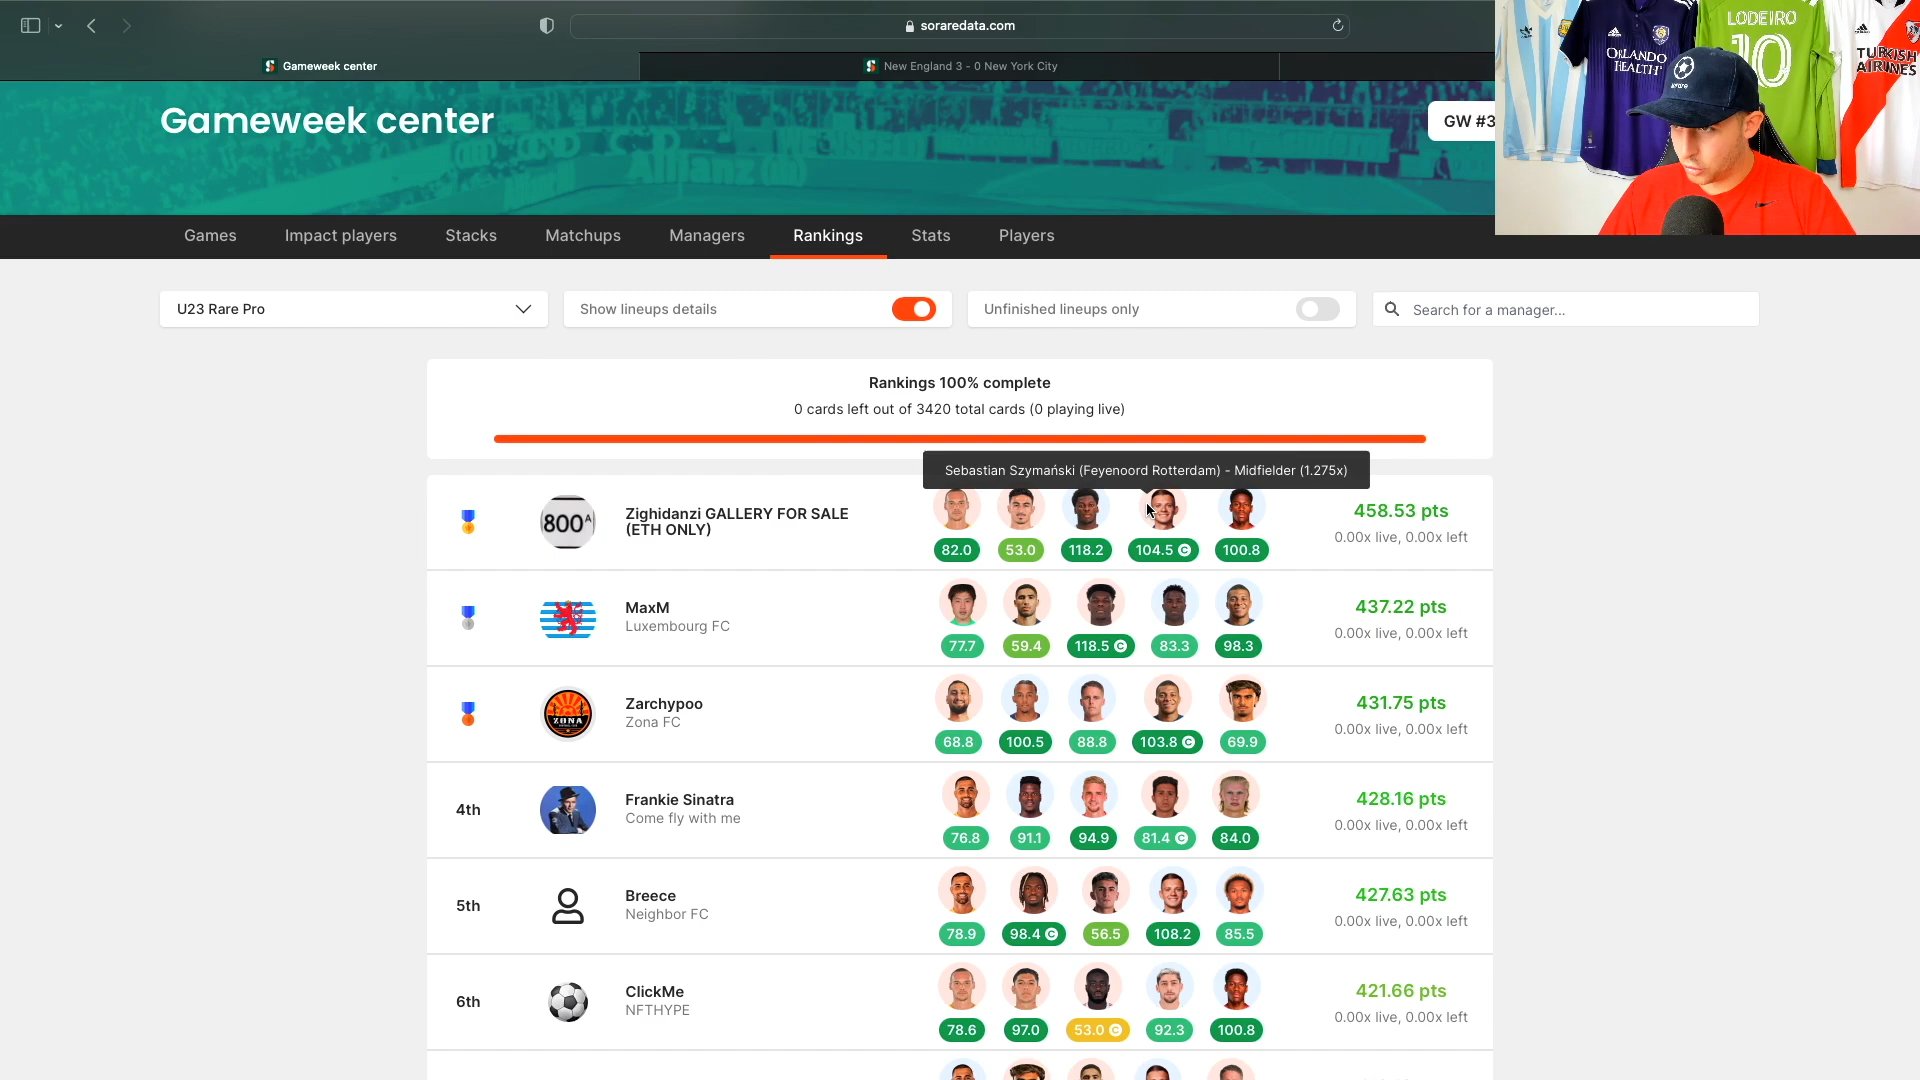 soraredata.com
Gameweek center
New England 3 - 0 New York City
Gameweek center
GW #3
ORLANDO
HEALTH
LODEIRO
10
TURKISH
AIRLINES
Games
Impact players
Stacks
Matchups
Managers
Rankings
Stats
Players
U23 Rare Pro
Show lineups details
Unfinished lineups only
Search for a manager...
Rankings 100% complete
0 cards left out of 3420 total cards (0 playing live)
Sebastian Szymański (Feyenoord Rotterdam) - Midfielder (1.275x)
800A
Zighidanzi GALLERY FOR SALE
(ETH ONLY)
82.0
53.0
118.2
104.5 C
100.8
458.53 pts
0.00x live, 0.00x left
MaxM
Luxembourg FC
77.7
59.4
118.5 C
83.3
98.3
437.22 pts
0.00x live, 0.00x left
ZONA
Zarchypoo
Zona FC
68.8
100.5
88.8
103.8 C
69.9
431.75 pts
0.00x live, 0.00x left
4th
Frankie Sinatra
Come fly with me
76.8
91.1
94.9
81.4 C
84.0
428.16 pts
0.00x live, 0.00x left
5th
Breece
Neighbor FC
78.9
98.4 C
56.5
108.2
85.5
427.63 pts
0.00x live, 0.00x left
6th
ClickMe
NFTHYPE
78.6
97.0
53.0 C
92.3
100.8
421.66 pts
0.00x live, 0.00x left